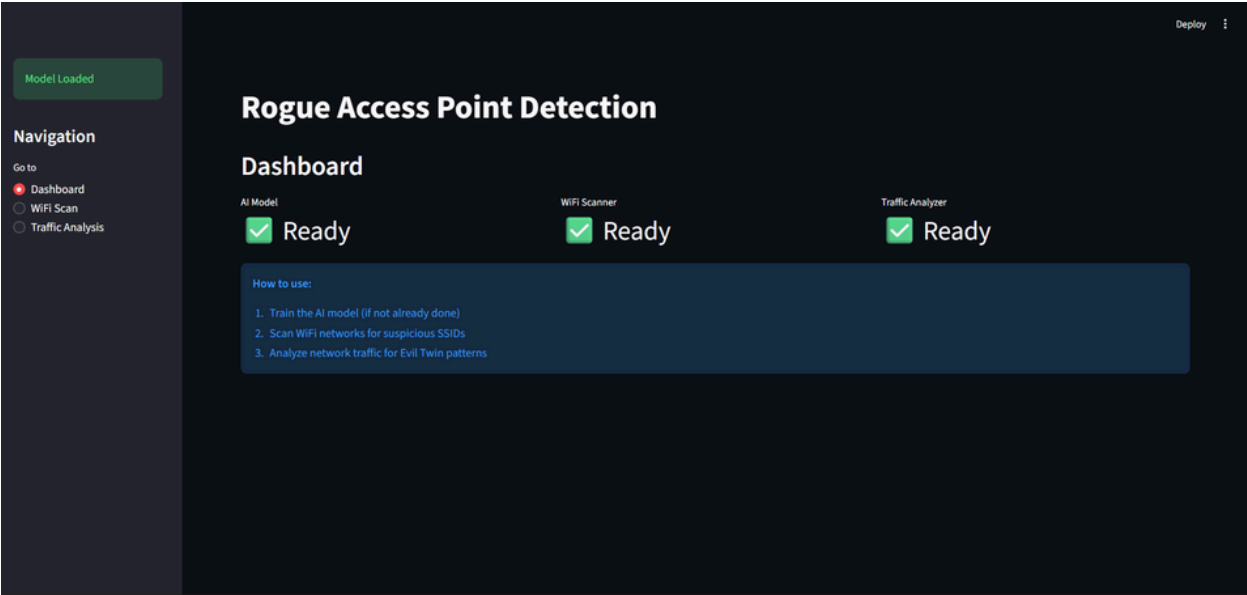 Deploy
Model Loaded
Navigation
Go to
Dashboard
WiFi Scan
Traffic Analysis
Rogue Access Point Detection
Dashboard
AI Model
WiFi Scanner
Traffic Analyzer
Ready
Ready
Ready
How to use:
1. Train the AI model (if not already done)
2. Scan WiFi networks for suspicious SSIDs
3. Analyze network traffic for Evil Twin patterns